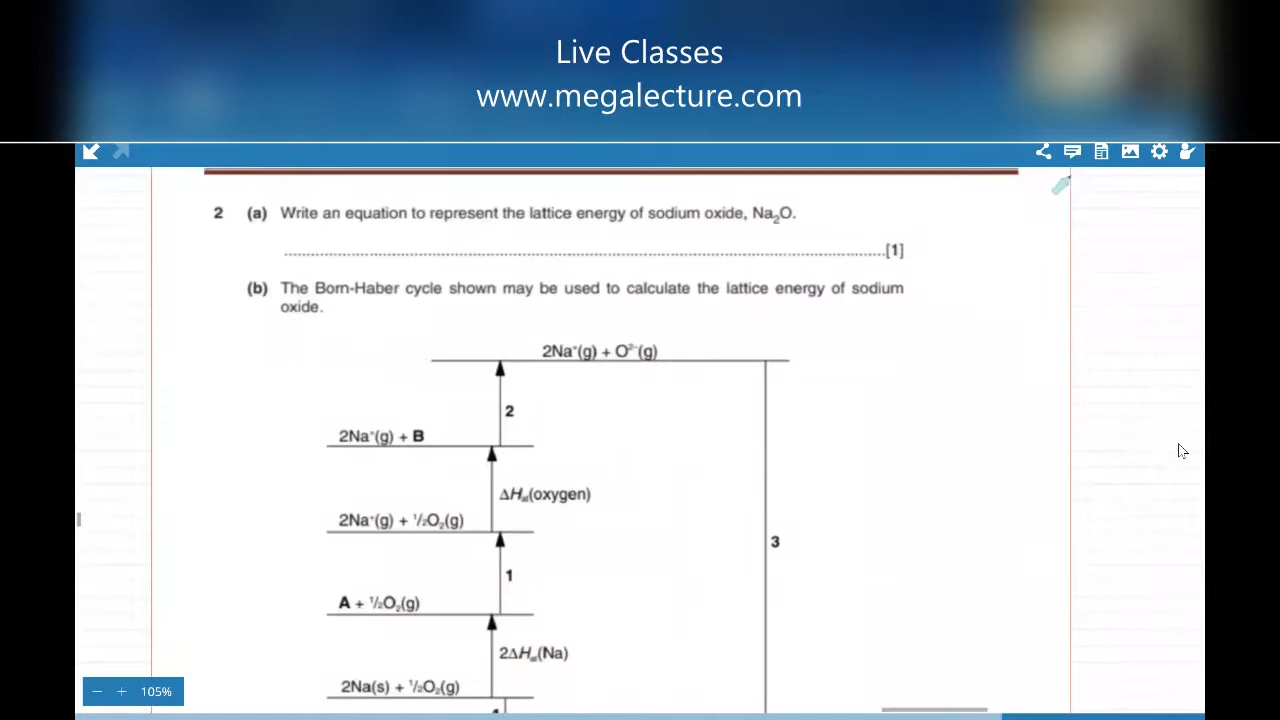 Live Classes
www.megalecture.com
2 (a) Write an equation to represent the lattice energy of sodium oxide, Na₂O.
[1]
(b) The Born-Haber cycle shown may be used to calculate the lattice energy of sodium
oxide.
2Na⁺(g) + O²⁻(g)
2
2Na⁺(g) + B
ΔHₐₜ(oxygen)
2Na⁺(g) + ½O₂(g)
3
1
A + ½O₂(g)
2ΔHₐₜ(Na)
2Na(s) + ½O₂(g)
105%